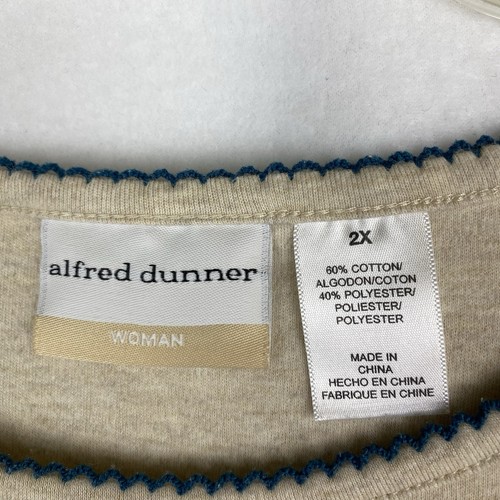 alfred dunner
WOMAN
2X
60% COTTON/
ALGODON/COTON
40% POLYESTER/
POLIESTER/
POLYESTER
MADE IN
CHINA
HECHO EN CHINA
FABRIQUE EN CHINE